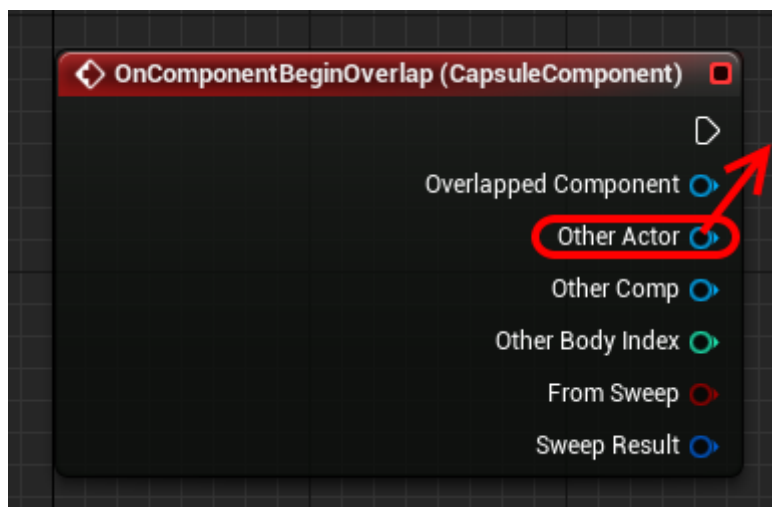 OnComponentBeginOverlap (CapsuleComponent)
Overlapped Component
Other Actor
Other Comp
Other Body Index
From Sweep
Sweep Result